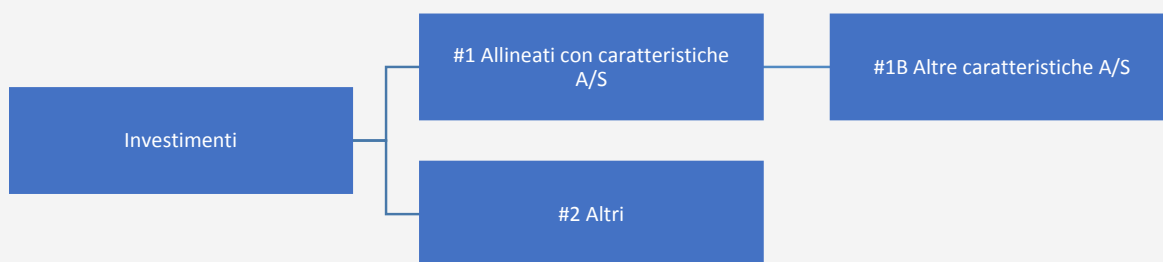 Investimenti
#1 Allineati con caratteristiche
A/S
#1B Altre caratteristiche A/S
#2 Altri